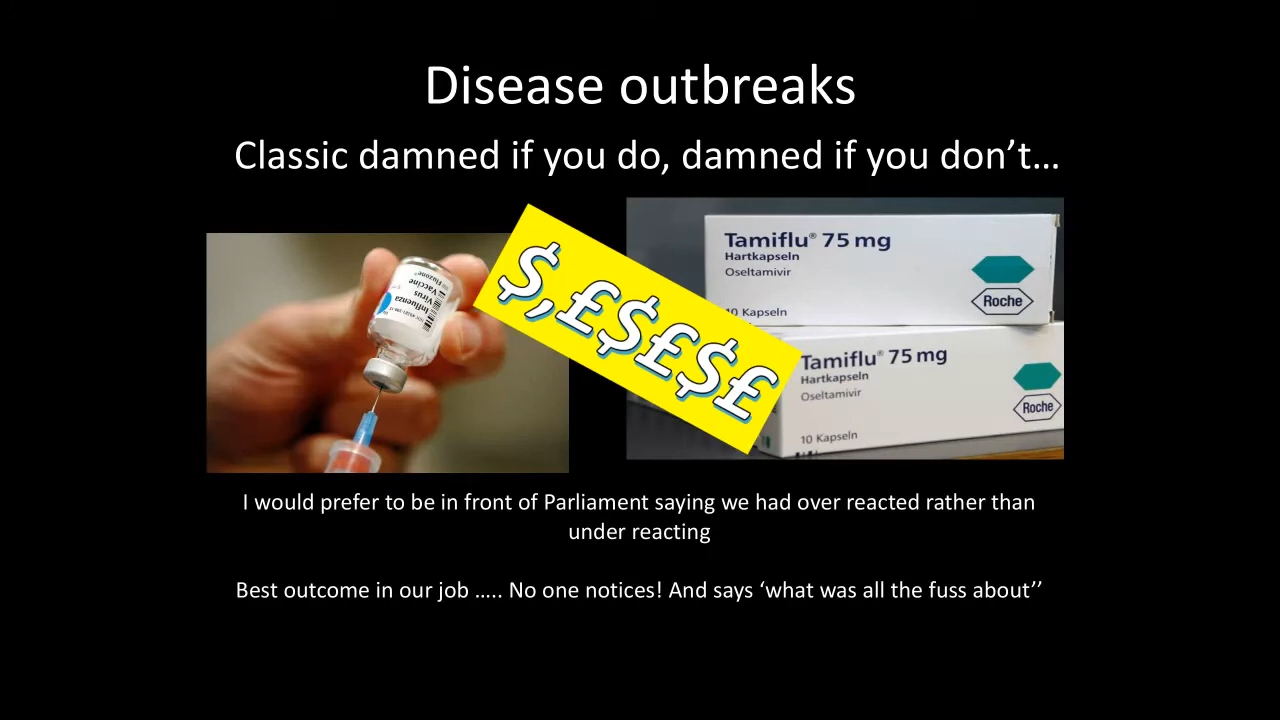 Disease outbreaks
Classic damned if you do, damned if you don’t…
Fluzone®
Influenza
Virus
Vaccine
$,£$£$£
Tamiflu® 75 mg
Hartkapseln
Oseltamivir
Roche
10 Kapseln
Tamiflu® 75 mg
Hartkapseln
Oseltamivir
Roche
10 Kapseln
I would prefer to be in front of Parliament saying we had over reacted rather than
under reacting
Best outcome in our job ….. No one notices! And says ‘what was all the fuss about’’